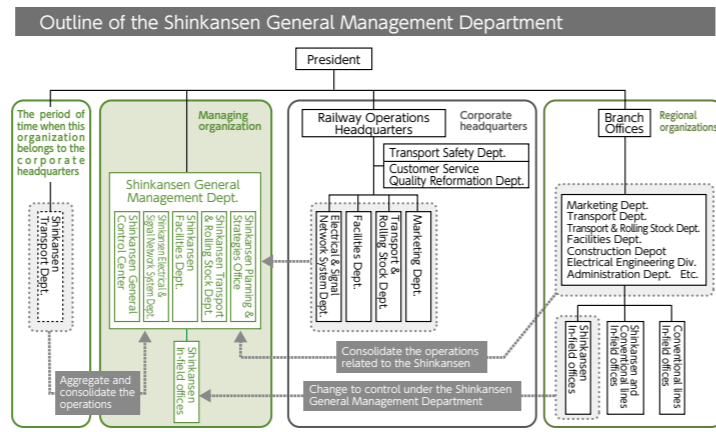 Outline of the Shinkansen General Management Department
President
The period of
time when this
organization
belongs to the
corporate
headquarters
Shinkansen
Transport Dept.
Managing
organization
Shinkansen General
Management Dept.
Shinkansen General
Control Center
Shinkansen Electrical &
Signal Network System Dept.
Shinkansen
Facilities Dept.
Shinkansen Transport
& Rolling Stock Dept.
Shinkansen Planning &
Strategies Office
Shinkansen
In-field offices
Railway Operations
Headquarters
Corporate
headquarters
Transport Safety Dept.
Customer Service
Quality Reformation Dept.
Electrical & Signal
Network System Dept.
Facilities Dept.
Transport &
Rolling Stock Dept.
Marketing Dept.
Branch
Offices
Regional
organizations
Marketing Dept.
Transport Dept.
Transport & Rolling Stock Dept.
Facilities Dept.
Construction Depot
Electrical Engineering Div.
Administration Dept. Etc.
Shinkansen
In-field offices
Shinkansen and
Conventional lines
In-field offices
Conventional lines
In-field offices
Aggregate and
consolidate the
operations
Consolidate the operations
related to the Shinkansen
Change to control under the Shinkansen
General Management Department